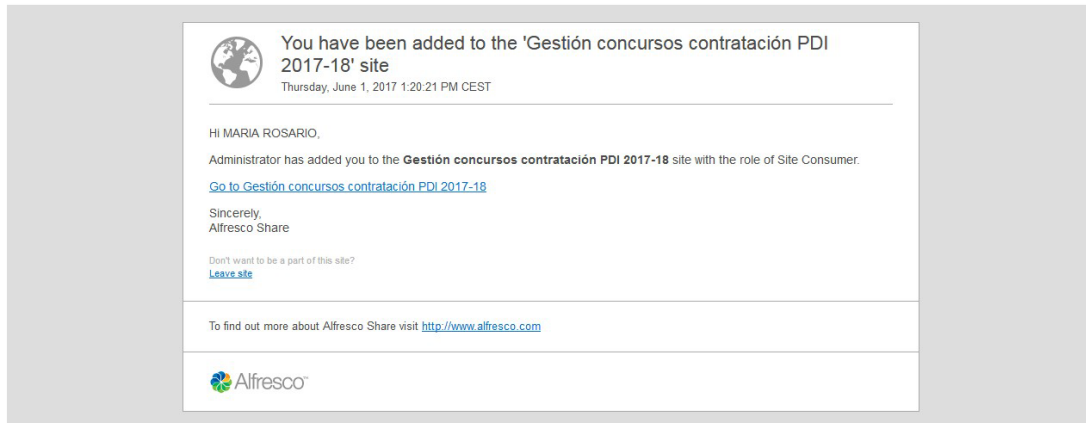 You have been added to the 'Gestión concursos contratación PDI
2017-18' site
Thursday, June 1, 2017 1:20:21 PM CEST
Hi MARIA ROSARIO,
Administrator has added you to the Gestión concursos contratación PDI 2017-18 site with the role of Site Consumer.
Go to Gestión concursos contratación PDI 2017-18
Sincerely,
Alfresco Share
Don't want to be a part of this site?
Leave site
To find out more about Alfresco Share visit http://www.alfresco.com
Alfresco™